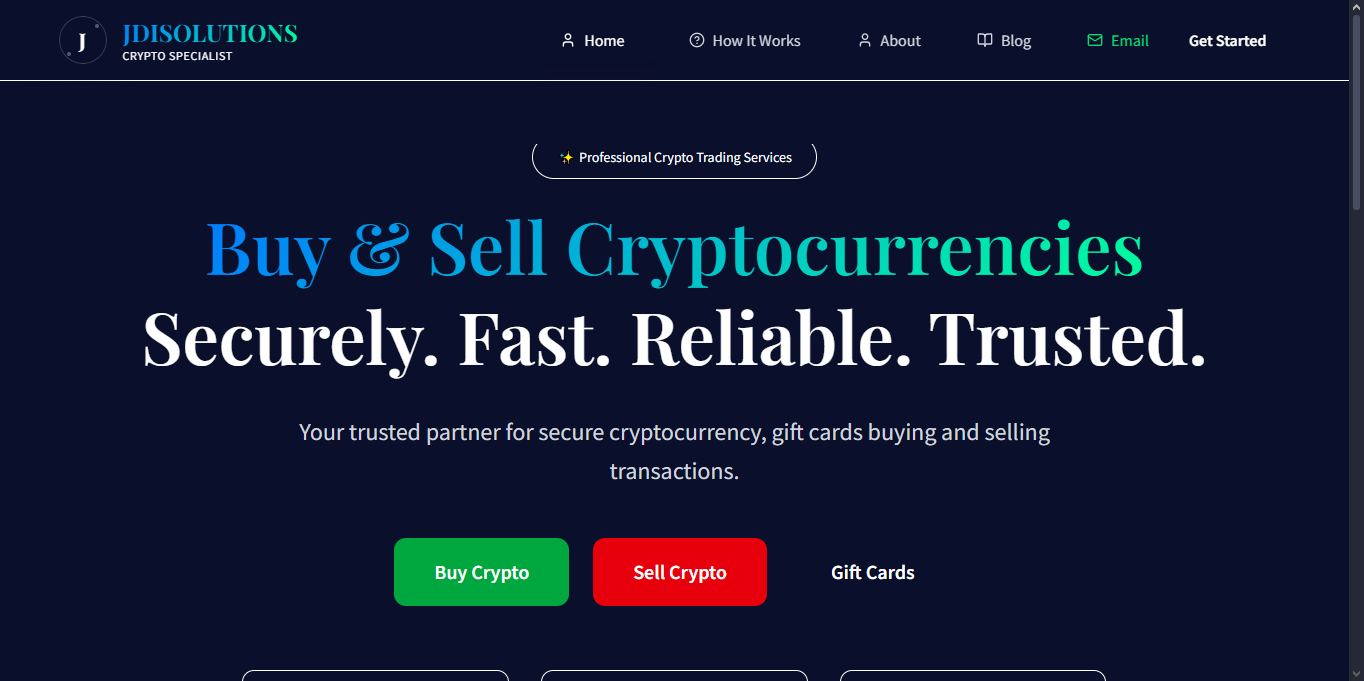 J
JDISOLUTIONS
CRYPTO SPECIALIST
Home
How It Works
About
Blog
Email
Get Started
✨ Professional Crypto Trading Services
Buy & Sell Cryptocurrencies
Securely. Fast. Reliable. Trusted.
Your trusted partner for secure cryptocurrency, gift cards buying and selling
transactions.
Buy Crypto
Sell Crypto
Gift Cards